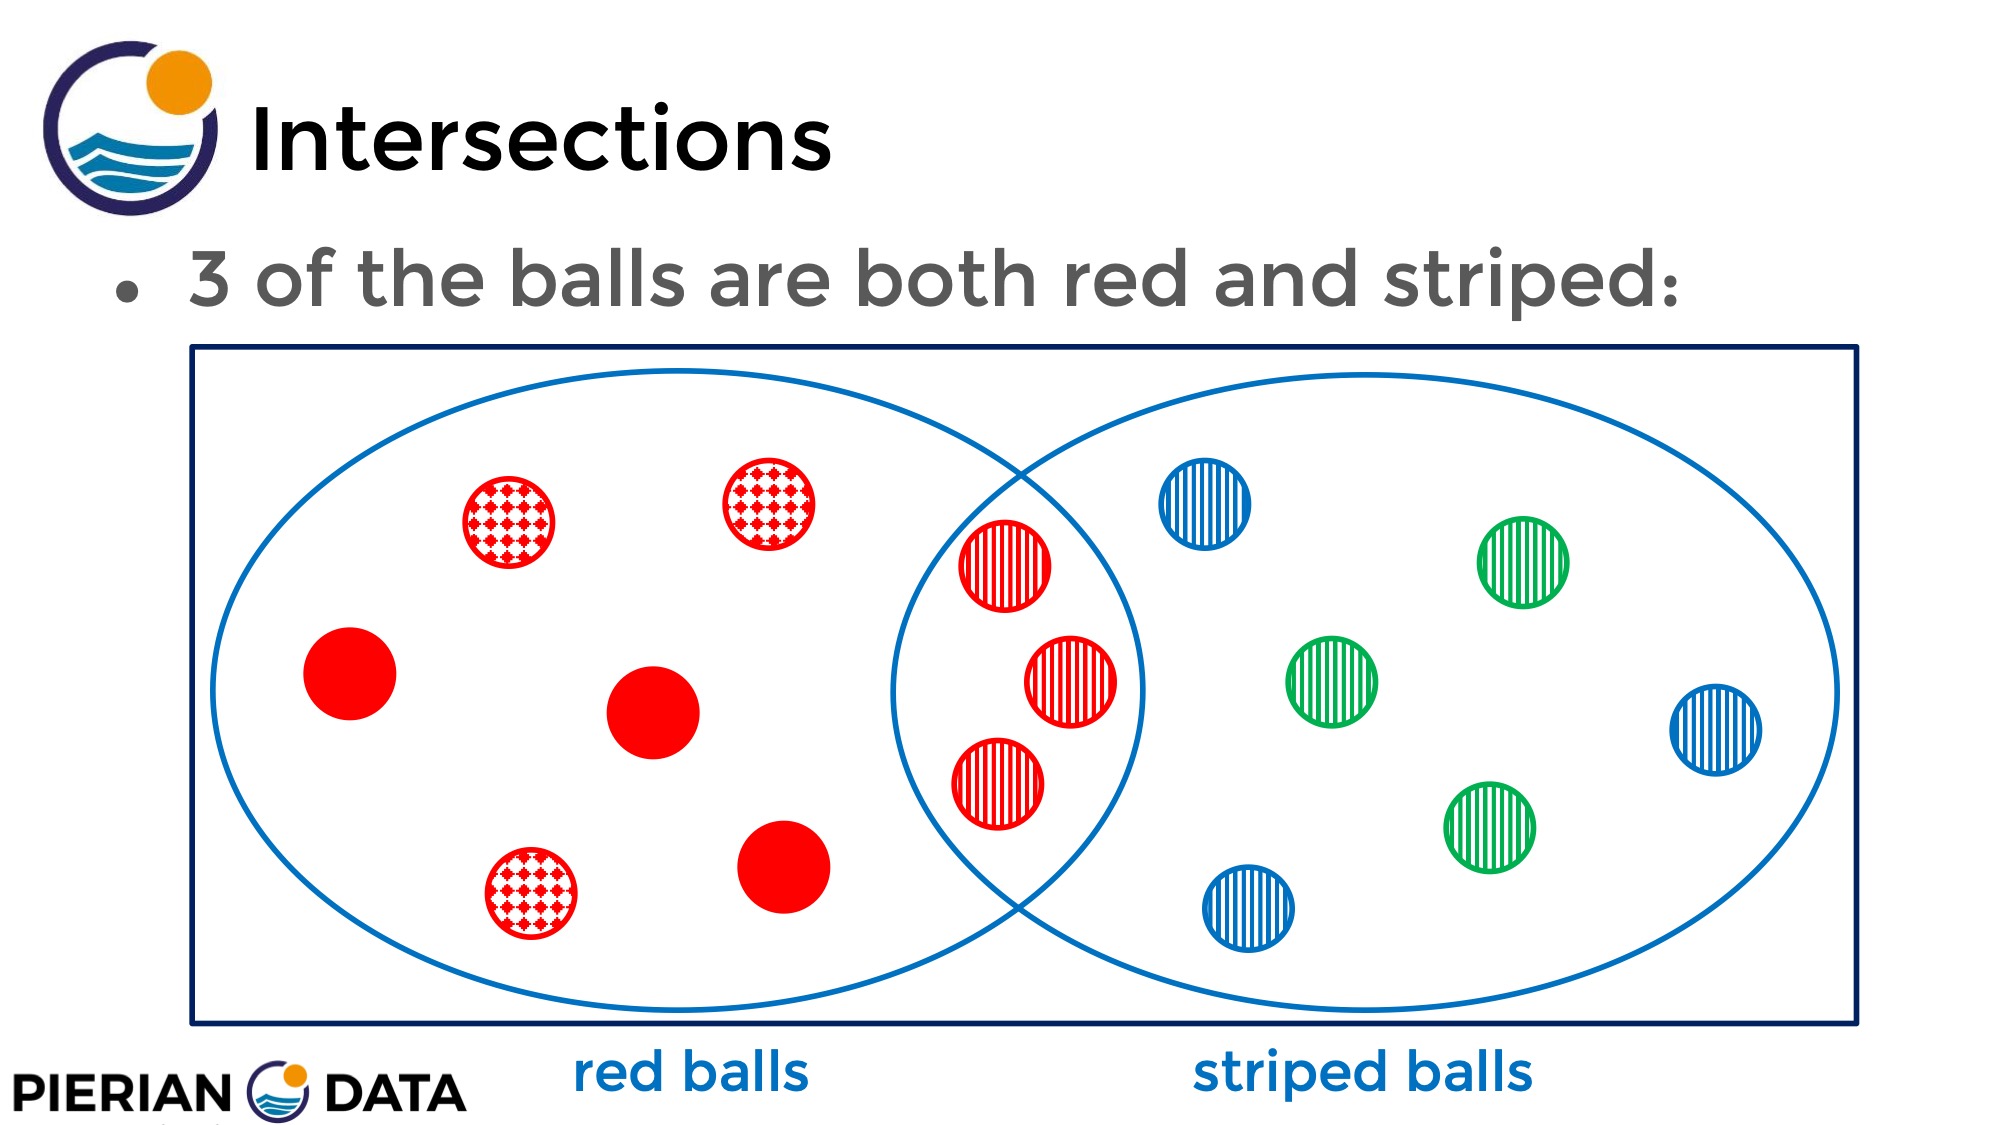 Intersections
• 3 of the balls are both red and striped:
red balls
striped balls
PIERIAN DATA